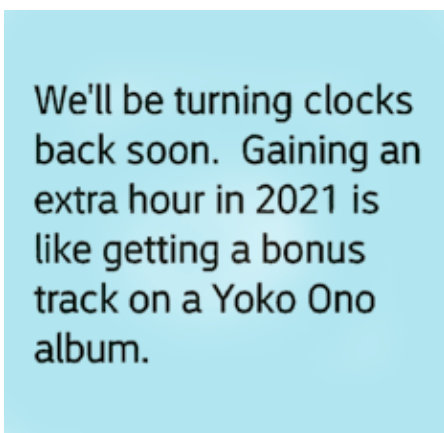 We'll be turning clocks
back soon.  Gaining an
extra hour in 2021 is
like getting a bonus
track on a Yoko Ono
album.